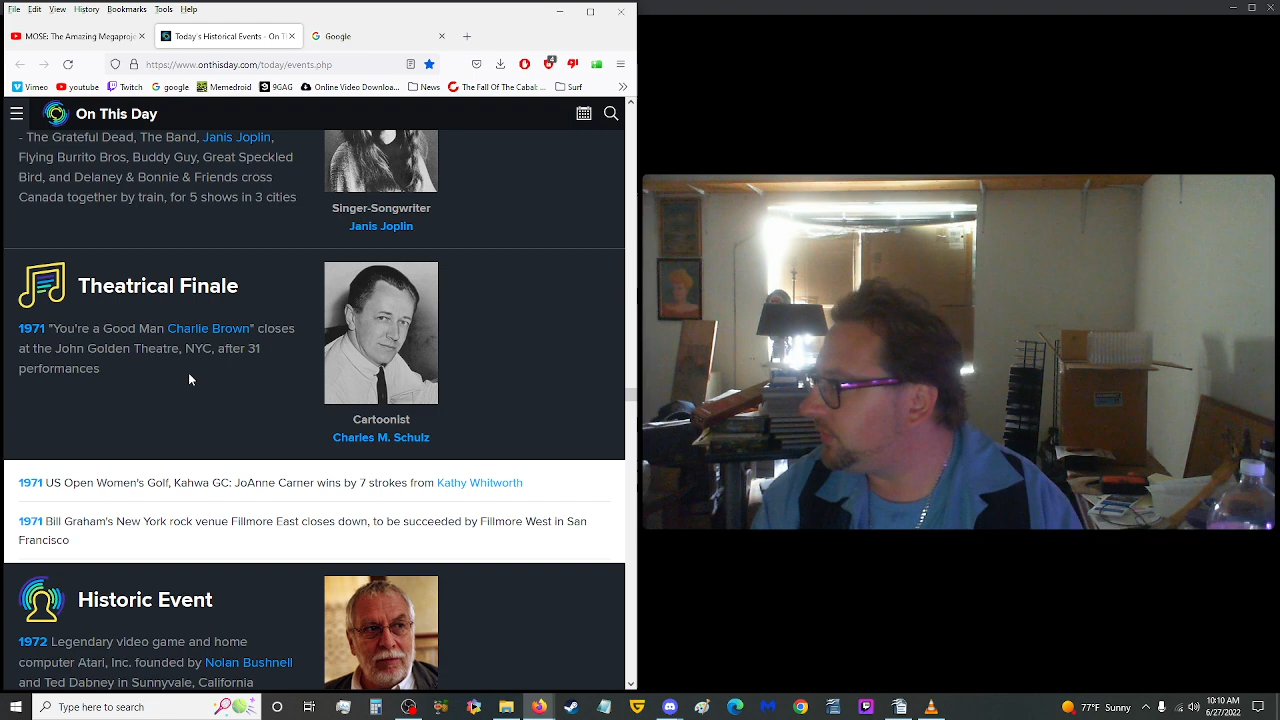 File Edit View History Bookmarks Tools Help
MOSE: The Amazing Megaproje
Today's Historical Events - On Th
Google
https://www.onthisday.com/today/events.php
4
Vimeo youtube Twitch google Memedroid 9GAG Online Video Downloa... News The Fall Of The Cabal: Surf
On This Day
- The Grateful Dead, The Band, Janis Joplin,
Flying Burrito Bros, Buddy Guy, Great Speckled
Bird, and Delaney & Bonnie & Friends cross
Canada together by train, for 5 shows in 3 cities
Singer-Songwriter
Janis Joplin
Theatrical Finale
1971 "You're a Good Man Charlie Brown" closes
at the John Golden Theatre, NYC, after 31
performances
Cartoonist
Charles M. Schulz
1971 US Open Women's Golf, Kahwa GC: JoAnne Carner wins by 7 strokes from Kathy Whitworth
1971 Bill Graham's New York rock venue Fillmore East closes down, to be succeeded by Fillmore West in San
Francisco
Historic Event
1972 Legendary video game and home
computer Atari, Inc. founded by Nolan Bushnell
and Ted Dabney in Sunnyvale, California
Type here to search
77°F Sunny
10:10 AM
6/27/2022